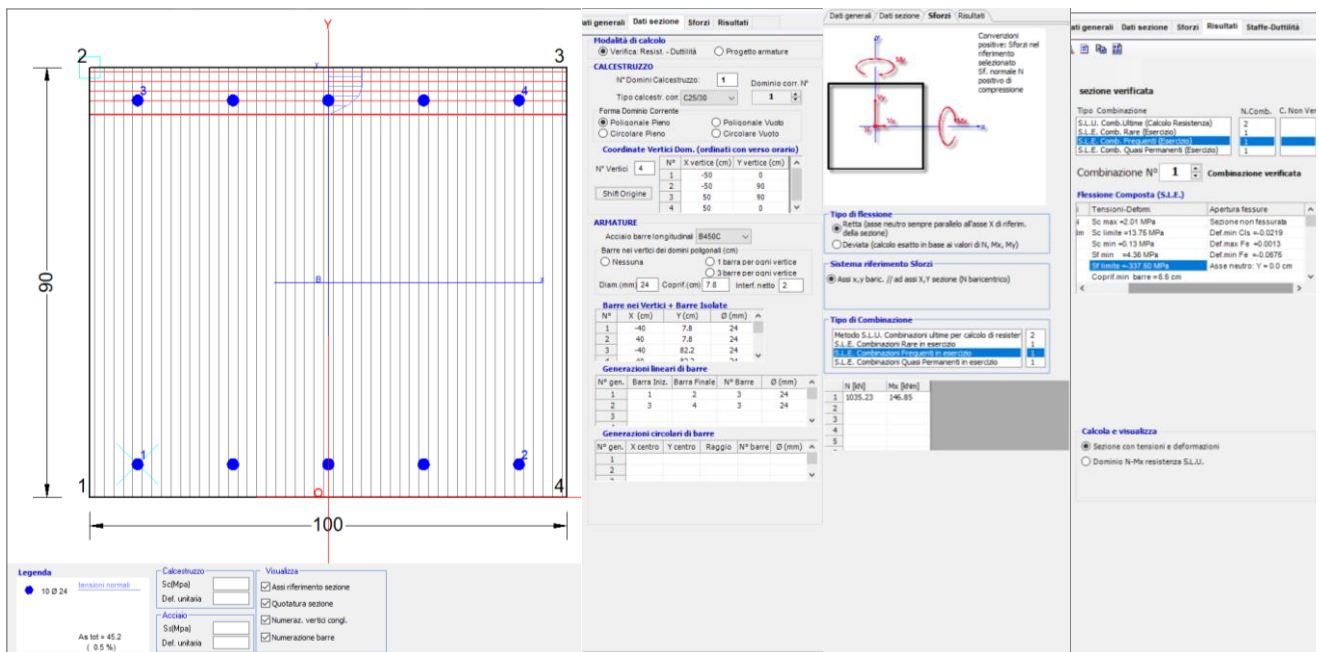 Y
2
3
x
3
4
90
B
x
1
2
1
O
4
100
Legenda
10 Ø 24
tensioni normali
As tot = 45.2
( 0.5 %)
Calcestruzzo
Sc(Mpa)
Def. unitaria
Acciaio
Ss(Mpa)
Def. unitaria
Visualizza
Assi riferimento sezione
Quotatura sezione
Numeraz. vertici congl.
Numerazione barre
ati generali Dati sezione Sforzi Risultati
Modalità di calcolo
Verifica: Resist. - Duttilità Progetto armature
CALCESTRUZZO
N° Domini Calcestruzzo: 1 Dominio corr. N°
Tipo calcestr. corr. C25/30 1
Forma Dominio Corrente
Poligonale Pieno Poligonale Vuoto
Circolare Pieno Circolare Vuoto
Coordinate Vertici Dom. (ordinati con verso orario)
N° Vertici 4
Shift Origine
N° X vertice (cm) Y vertice (cm)
1 -50 0
2 -50 90
3 50 90
4 50 0
ARMATURE
Acciaio barre longitudinal B450C
Barre nei vertici dei domini poligonali (cm)
Nessuna 1 barra per ogni vertice
3 barre per ogni vertice
Diam.(mm) 24 Coprif.(cm) 7.8 Interf. netto 2
Barre nei Vertici + Barre Isolate
N° X (cm) Y (cm) Ø (mm)
1 -40 7.8 24
2 40 7.8 24
3 -40 82.2 24
4 40 82.2 24
Generazioni lineari di barre
N° gen. Barra Iniz. Barra Finale N° Barre Ø (mm)
1 1 2 3 24
2 3 4 3 24
3
Generazioni circolari di barre
N° gen. X centro Y centro Raggio N° barre Ø (mm)
1
2
Dati generali Dati sezione Sforzi Risultati
Convenzioni
positive: Sforzi nel
riferimento
selezionato
Sf. normale N
positivo di
compressione
Tipo di flessione
Retta (asse neutro sempre parallelo all'asse X di riferim.
della sezione)
Deviata (calcolo esatto in base ai valori di N, Mx, My)
Sistema riferimento Sforzi
Assi x,y baric. // ad assi X,Y sezione (N baricentrico)
Tipo di Combinazione
Metodo S.L.U. Combinazioni ultime per calcolo di resister 2
S.L.E. Combinazioni Rare in esercizio 1
S.L.E. Combinazioni Frequenti in esercizio 1
S.L.E. Combinazioni Quasi Permanenti in esercizio 1
N [kN] Mx [kNm]
1 1035.23 146.85
2
3
4
5
ati generali Dati sezione Sforzi Risultati Staffe-Duttilità
sezione verificata
Tipo Combinazione N.Comb. C. Non Ver
S.L.U. Comb.Ultime (Calcolo Resistenza) 2
S.L.E. Comb. Rare (Esercizio) 1
S.L.E. Comb. Frequenti (Esercizio) 1
S.L.E. Comb. Quasi Permanenti (Esercizio) 1
Combinazione N° 1 Combinazione verificata
Flessione Composta (S.L.E.)
Tensioni-Deform. Apertura fessure
Sc max =2.01 MPa Sezione non fessurata
Sc limite =13.75 MPa Def.min Cls =-0.0219
Sc min =0.13 MPa Def.max Fe =0.0013
Sf min =4.36 MPa Def.min Fe =-0.0675
Sf limite =-337.50 MPa Asse neutro: Y = 0.0 cm
Coprif.min barre =6.6 cm
Calcola e visualizza
Sezione con tensioni e deformazioni
Dominio N-Mx resistenza S.L.U.